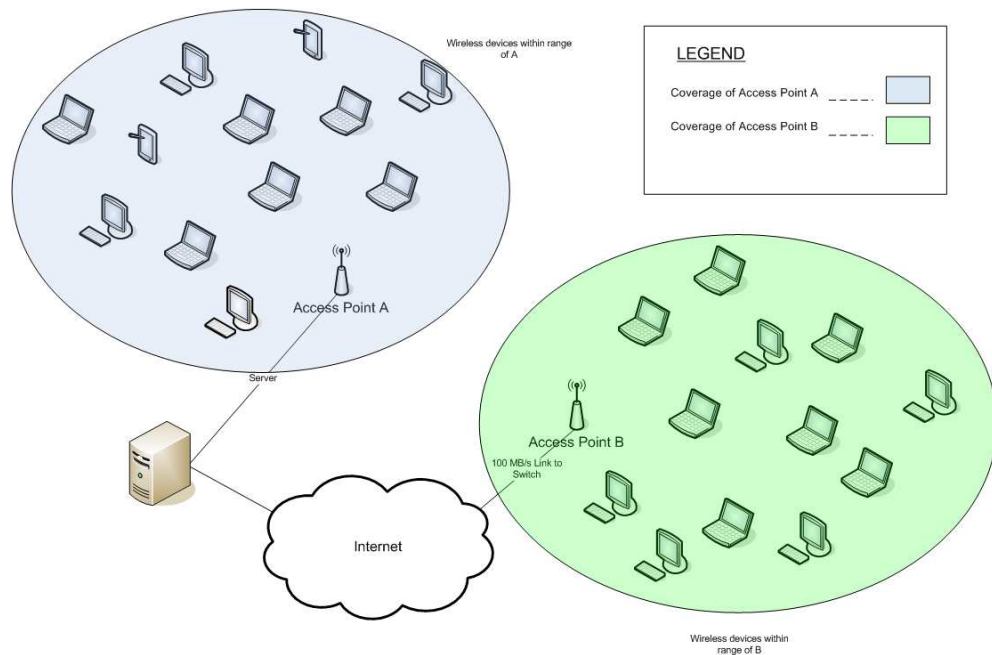 Wireless devices within range
of A
LEGEND
Coverage of Access Point A
Coverage of Access Point B
Access Point A
Server
Access Point B
100 MB/s Link to
Switch
Internet
Wireless devices within
range of B